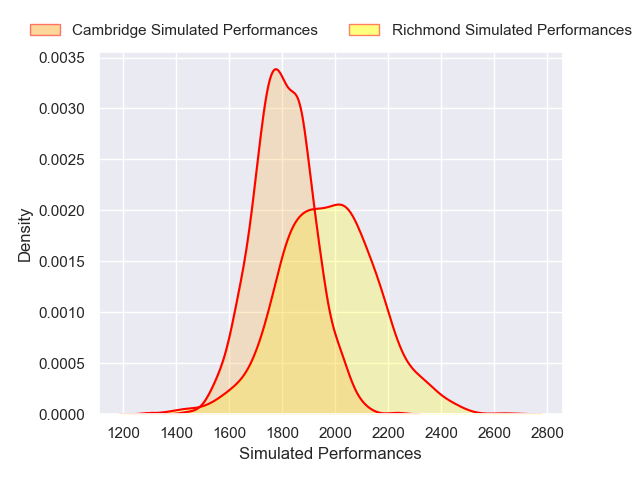 Cambridge Simulated Performances Richmond Simulated Performances
0.0035
0.0030
0.0025
0.0020
0.0015
0.0010
0.0005
0.0000
Density
1200 1400 1600 1800 2000 2200 2400 2600 2800
Simulated Performances